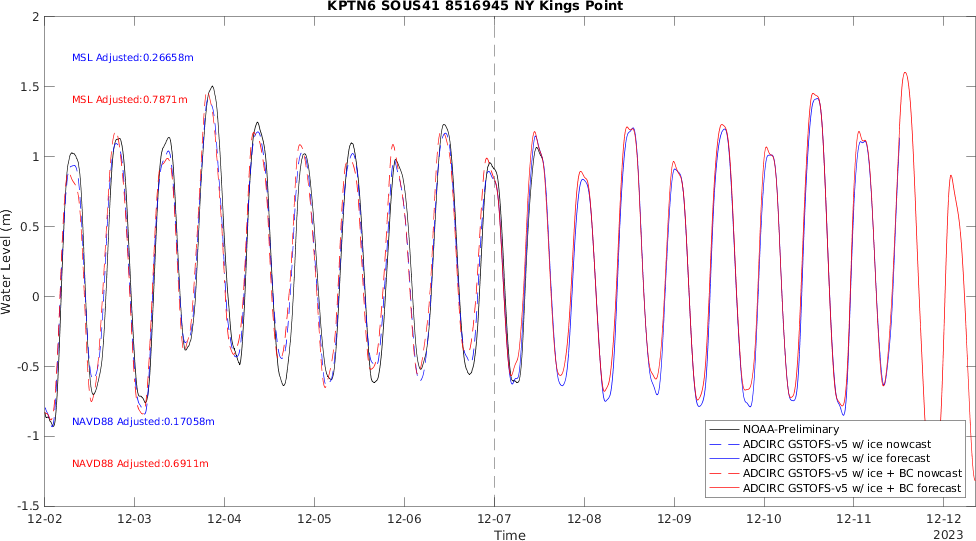 KPTN6 SOUS41 8516945 NY Kings Point
2
1.5
1
0.5
0
-0.5
-1
-1.5
Water Level (m)
MSL Adjusted:0.26658m
MSL Adjusted:0.7871m
NAVD88 Adjusted:0.17058m
NAVD88 Adjusted:0.6911m
NOAA-Preliminary
ADCIRC GSTOFS-v5 w/ ice nowcast
ADCIRC GSTOFS-v5 w/ ice forecast
ADCIRC GSTOFS-v5 w/ ice + BC nowcast
ADCIRC GSTOFS-v5 w/ ice + BC forecast
12-02 12-03 12-04 12-05 12-06 12-07 12-08 12-09 12-10 12-11 12-12
2023
Time